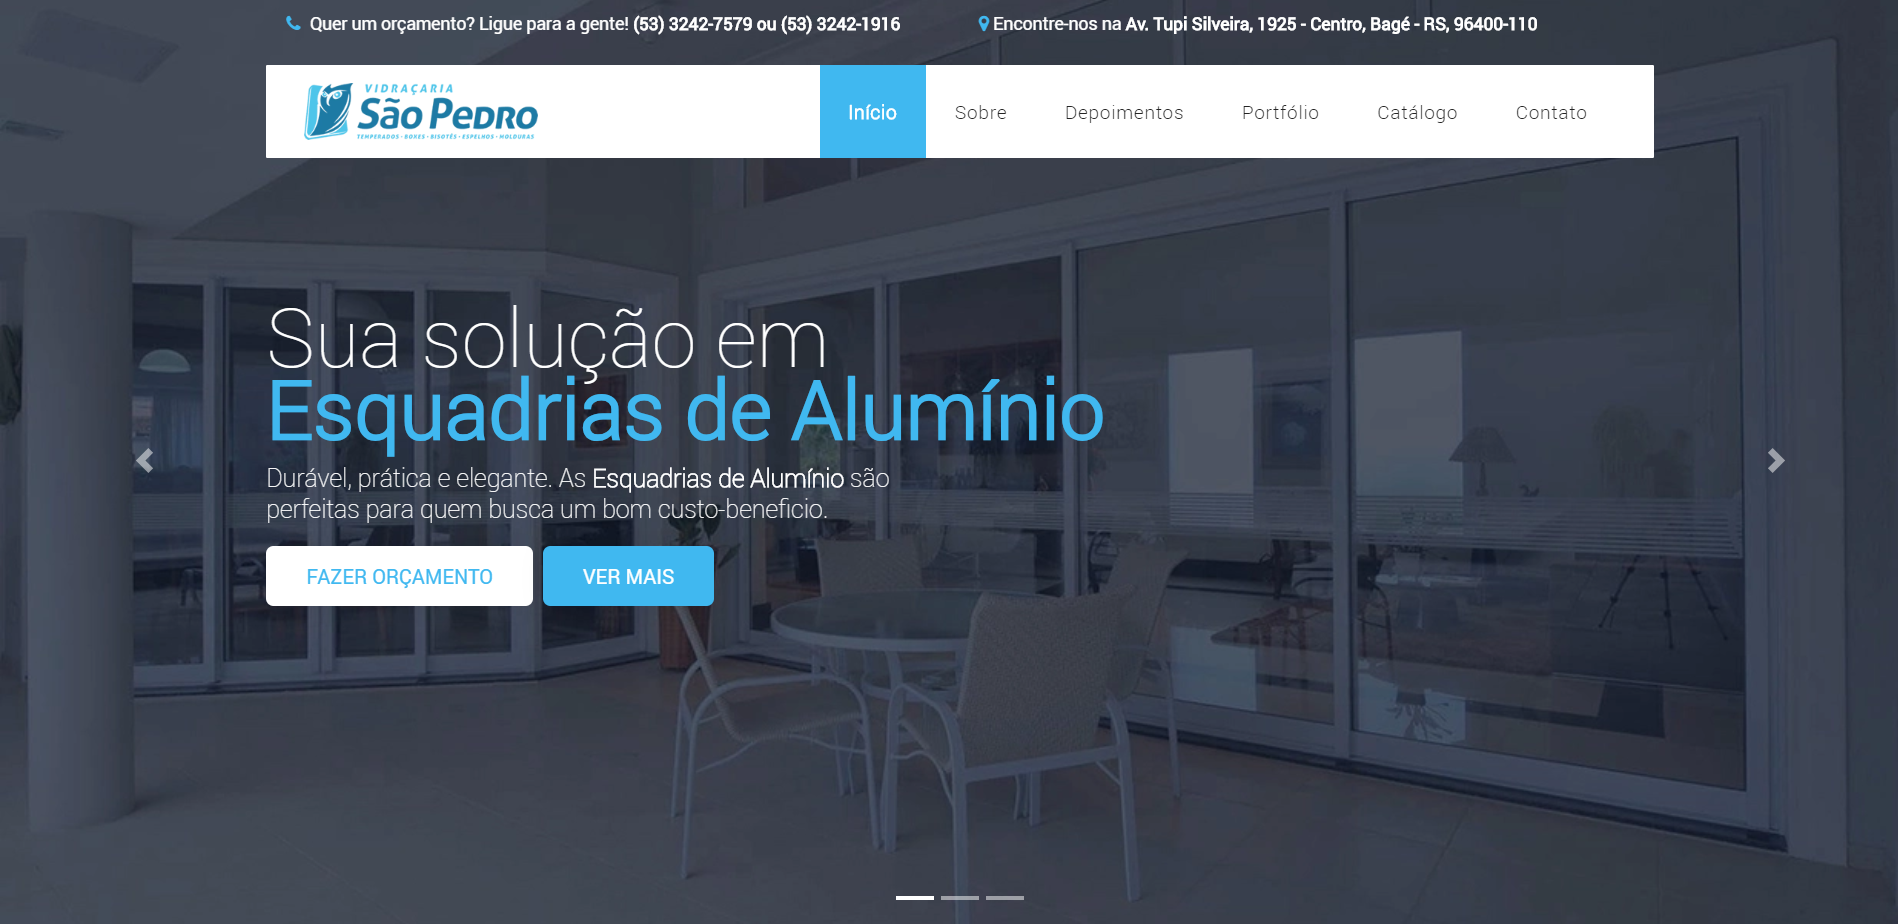 Quer um orçamento? Ligue para a gente! (53) 3242-7579 ou (53) 3242-1916
Encontre-nos na Av. Tupi Silveira, 1925 - Centro, Bagé - RS, 96400-110
VIDRAÇARIA
São Pedro
TEMPERADOS · BOXES · BISOTÊS · ESPELHOS · MOLDURAS
Início
Sobre
Depoimentos
Portfólio
Catálogo
Contato
Sua solução em
Esquadrias de Alumínio
Durável, prática e elegante. As Esquadrias de Alumínio são
perfeitas para quem busca um bom custo-beneficio.
FAZER ORÇAMENTO
VER MAIS